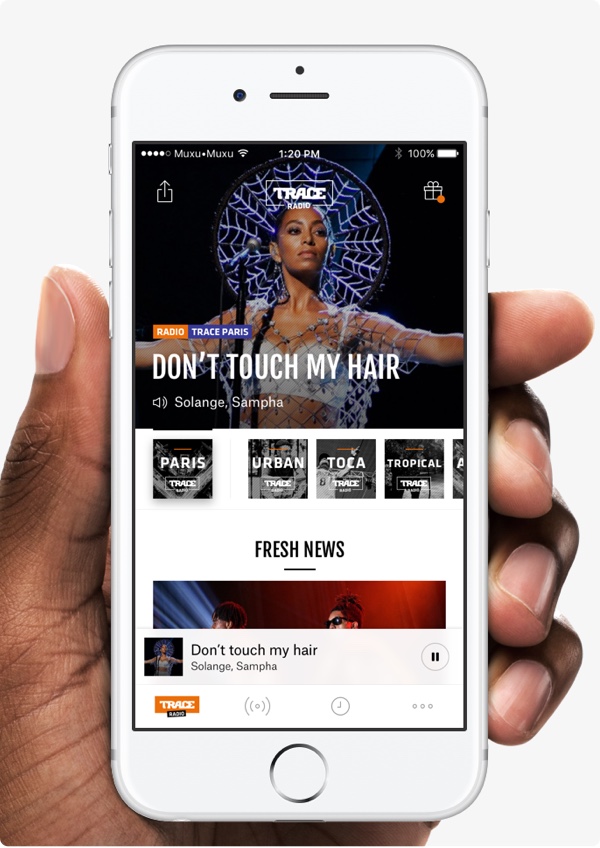 Muxu•Muxu 1:20 PM 100%
TRACE
RADIO
RADIO TRACE PARIS
DON'T TOUCH MY HAIR
Solange, Sampha
PARIS URBAN TOCA TROPICAL
TRACE TRACE TRACE TRACE
RADIO RADIO RADIO RADIO
FRESH NEWS
Don't touch my hair
Solange, Sampha
TRACE
RADIO